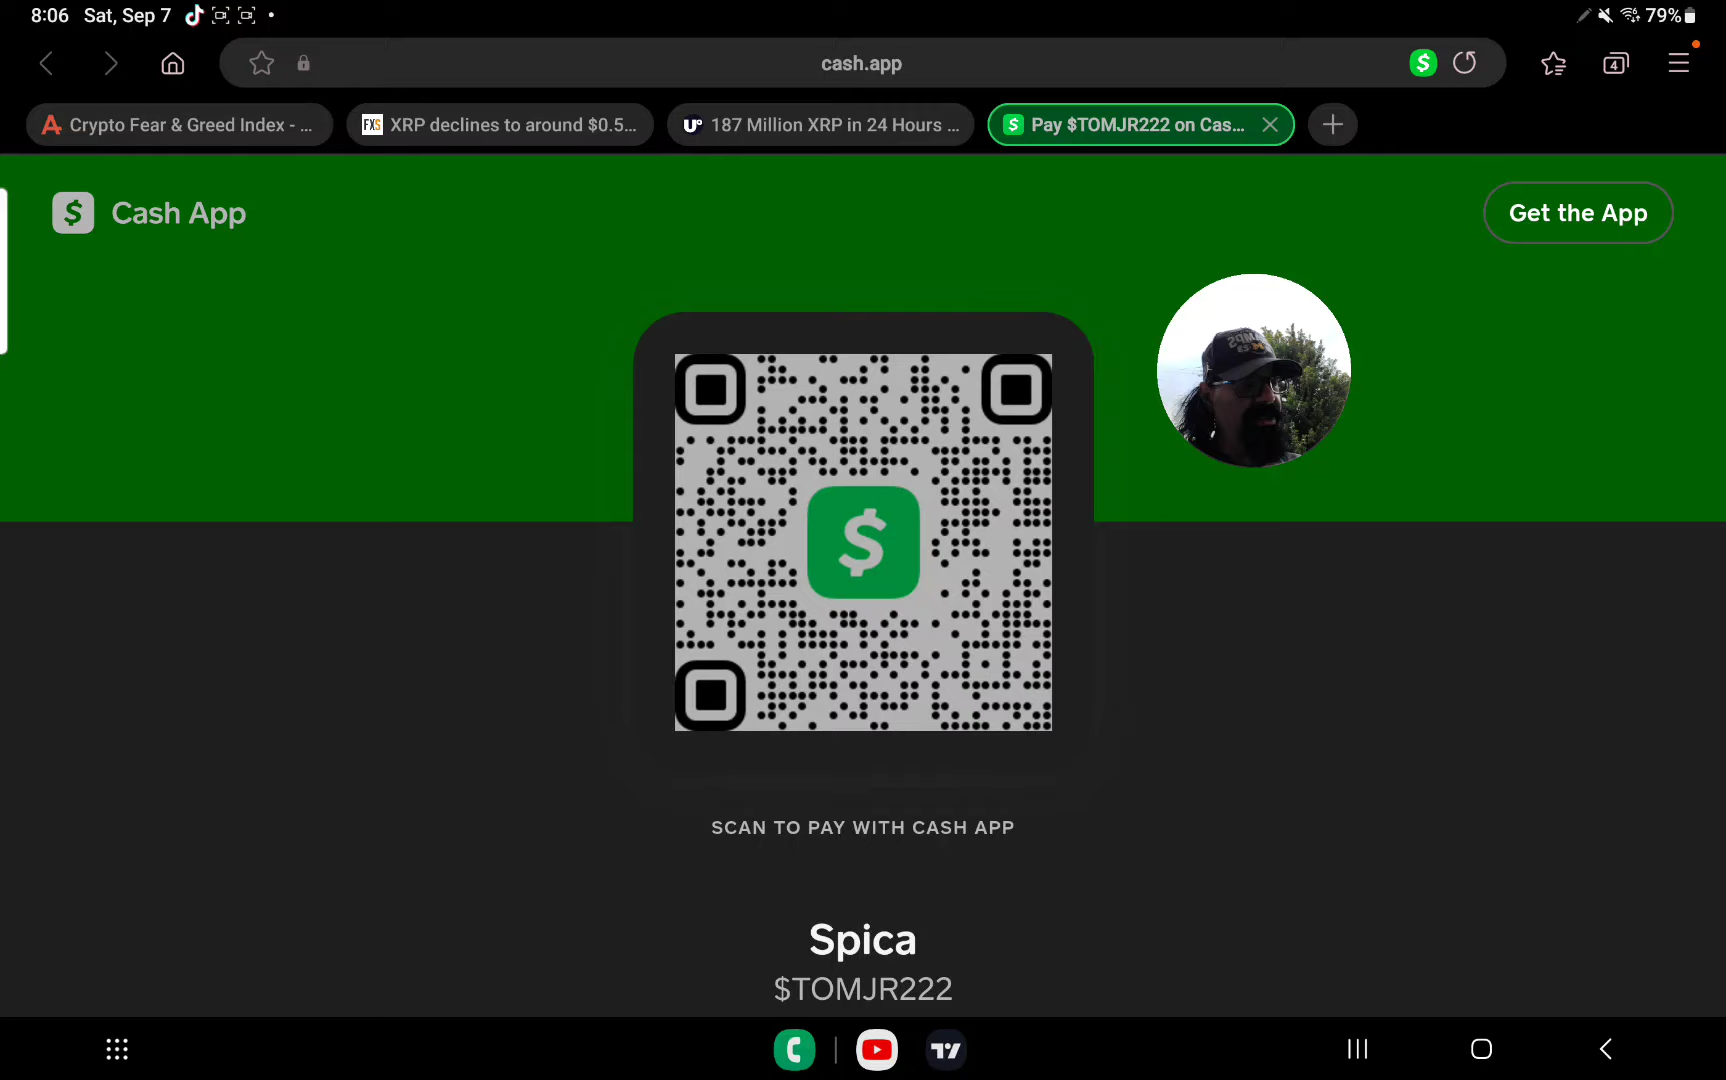 8:06 Sat, Sep 7 79%
cash.app
4
Crypto Fear & Greed Index - ...
FXS XRP declines to around $0.5...
187 Million XRP in 24 Hours ...
Pay $TOMJR222 on Cas...
Cash App
Get the App
SCAN TO PAY WITH CASH APP
Spica
$TOMJR222